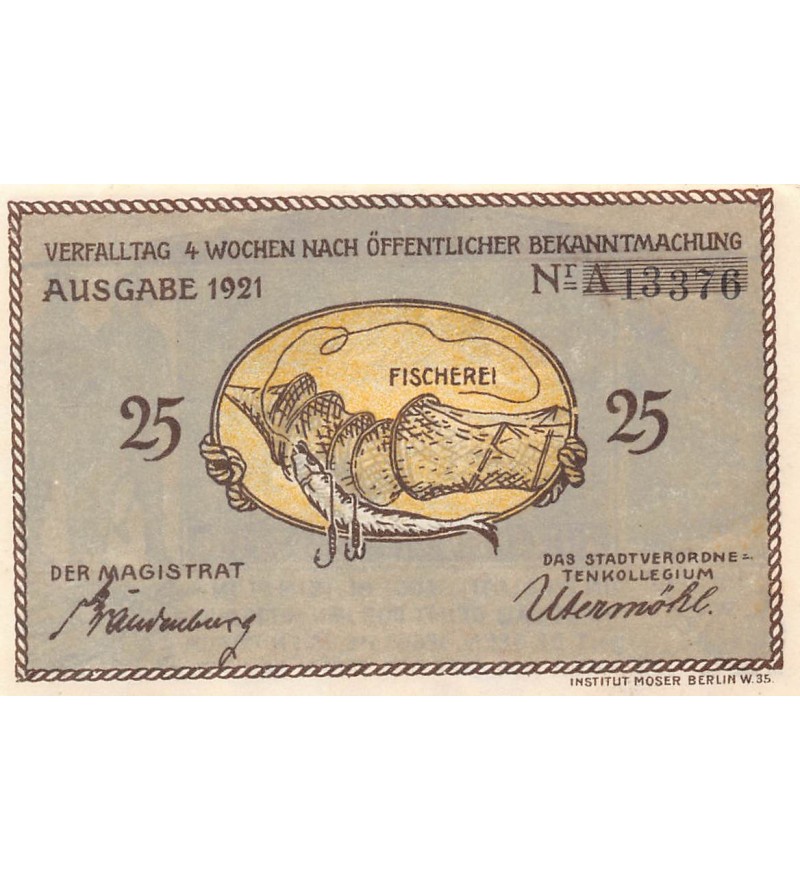 VERFALLTAG 4 WOCHEN NACH ÖFFENTLICHER BEKANNTMACHUNG
AUSGABE 1921
Nr A 13376
FISCHEREI
25
25
DER MAGISTRAT
DAS STADTVERORDNE=
TENKOLLEGIUM
Brandenburg
Utermöhl.
INSTITUT MOSER BERLIN W. 35.